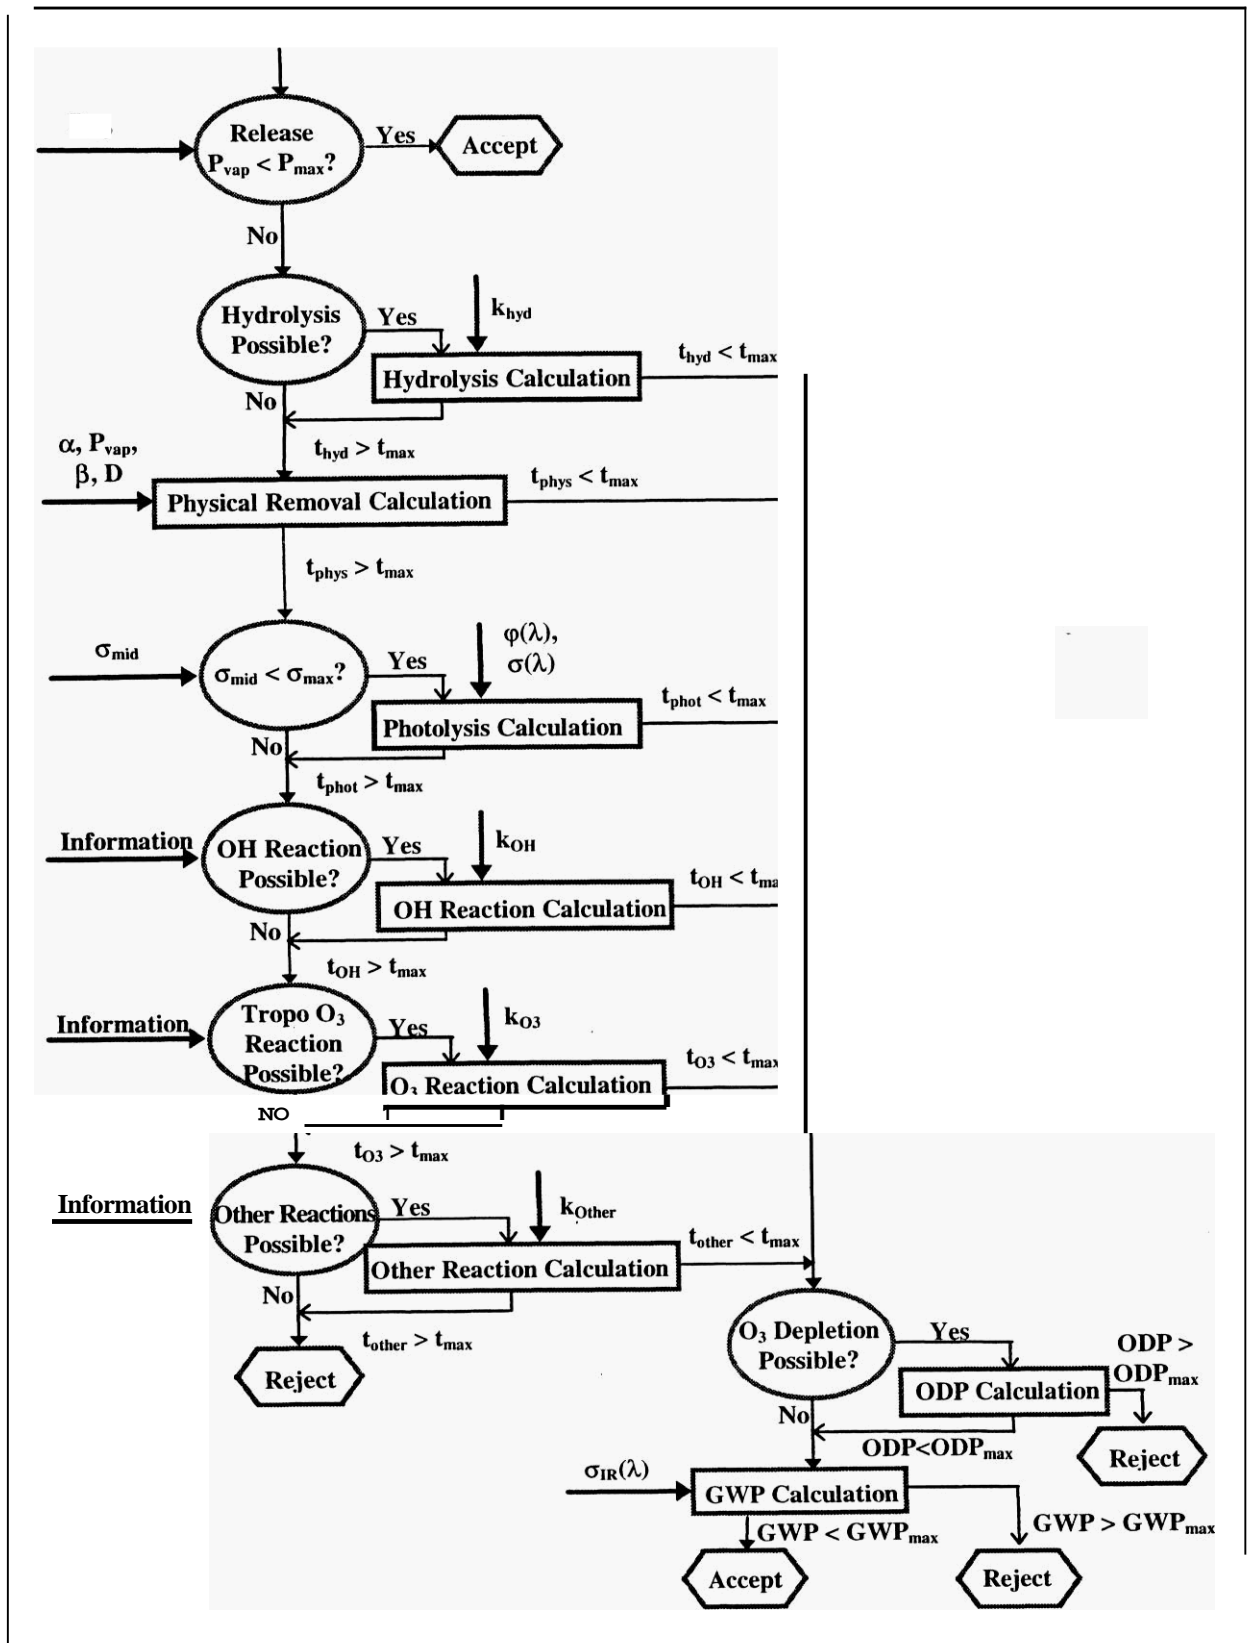 Release
Pvap < Pmax?
Yes
Accept
No
Hydrolysis
Possible?
Yes
khyd
Hydrolysis Calculation
thyd < tmax
No
thyd > tmax
α, Pvap,
β, D
Physical Removal Calculation
tphys < tmax
tphys > tmax
σmid
σmid < σmax?
Yes
φ(λ),
σ(λ)
Photolysis Calculation
tphot < tmax
No
tphot > tmax
Information
OH Reaction
Possible?
Yes
kOH
OH Reaction Calculation
tOH < tma
No
tOH > tmax
Information
Tropo O3
Reaction
Possible?
Yes
kO3
O3 Reaction Calculation
tO3 < tmax
NO
tO3 > tmax
Information
Other Reactions
Possible?
Yes
kOther
Other Reaction Calculation
tother < tmax
No
tother > tmax
Reject
O3 Depletion
Possible?
Yes
ODP Calculation
ODP >
ODPmax
Reject
No
ODP<ODPmax
σIR(λ)
GWP Calculation
GWP < GWPmax
GWP > GWPmax
Accept
Reject